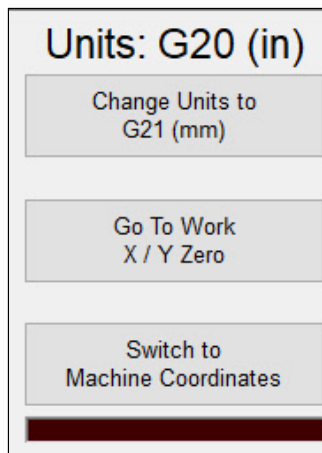 Units: G20 (in)
Change Units to
G21 (mm)
Go To Work
X / Y Zero
Switch to
Machine Coordinates